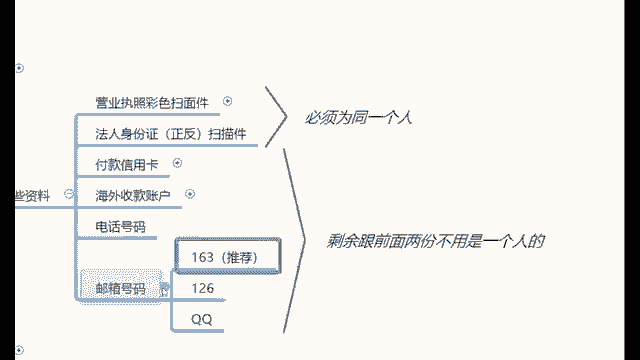 营业执照彩色扫面件
必须为同一个人
法人身份证（正反）扫描件
付款信用卡
些资料
海外收款账户
电话号码
剩余跟前面两份不用是一个人的
163（推荐）
邮箱号码
126
QQ